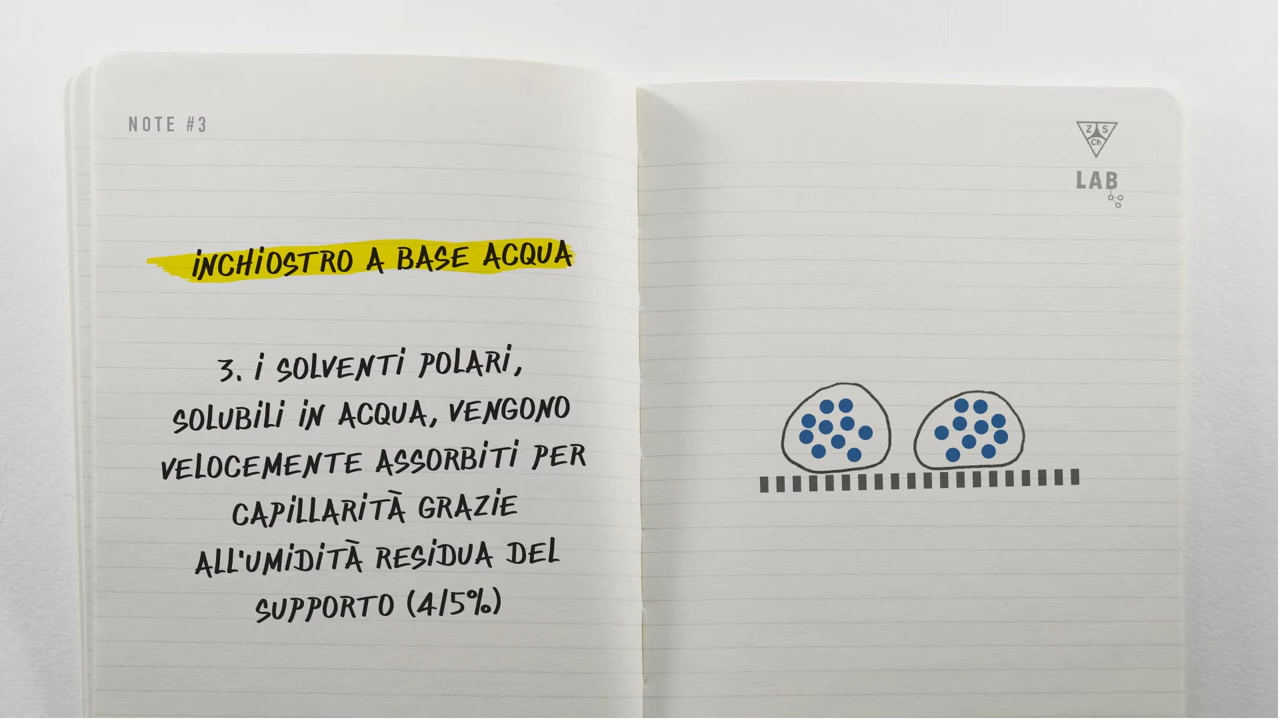 NOTE #3
INCHIOSTRO A BASE ACQUA
3. I SOLVENTI POLARI,
SOLUBILI IN ACQUA, VENGONO
VELOCEMENTE ASSORBITI PER
CAPILLARITÀ GRAZIE
ALL'UMIDITÀ RESIDUA DEL
SUPPORTO (4/5%)
Z S
Ch
LAB